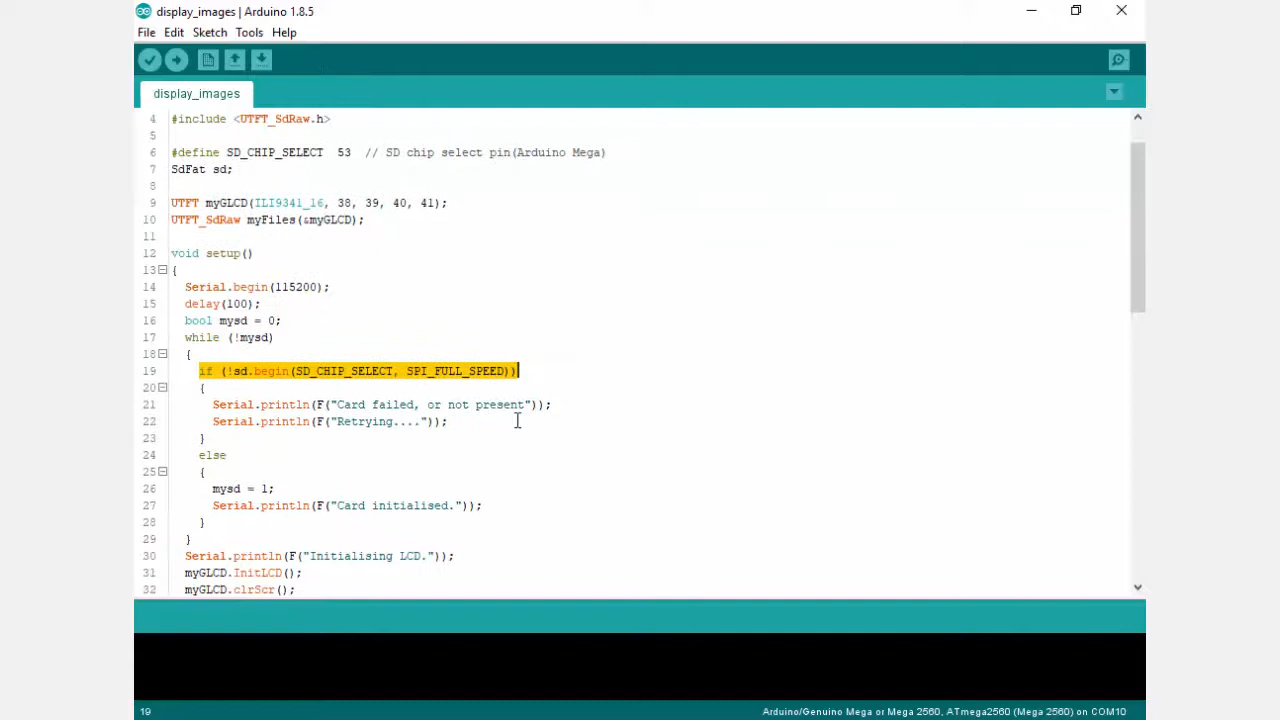 display_images | Arduino 1.8.5
File Edit Sketch Tools Help
display_images
4 #include <UTFT_SdRaw.h>
5
6 #define SD_CHIP_SELECT  53  // SD chip select pin(Arduino Mega)
7 SdFat sd;
8
9 UTFT myGLCD(ILI9341_16, 38, 39, 40, 41);
10 UTFT_SdRaw myFiles(&myGLCD);
11
12 void setup()
13 {
14   Serial.begin(115200);
15   delay(100);
16   bool mysd = 0;
17   while (!mysd)
18   {
19     if (!sd.begin(SD_CHIP_SELECT, SPI_FULL_SPEED))
20     {
21       Serial.println(F("Card failed, or not present"));
22       Serial.println(F("Retrying...."));
23     }
24     else
25     {
26       mysd = 1;
27       Serial.println(F("Card initialised."));
28     }
29   }
30   Serial.println(F("Initialising LCD."));
31   myGLCD.InitLCD();
32   myGLCD.clrScr();
19 Arduino/Genuino Mega or Mega 2560, ATmega2560 (Mega 2560) on COM10